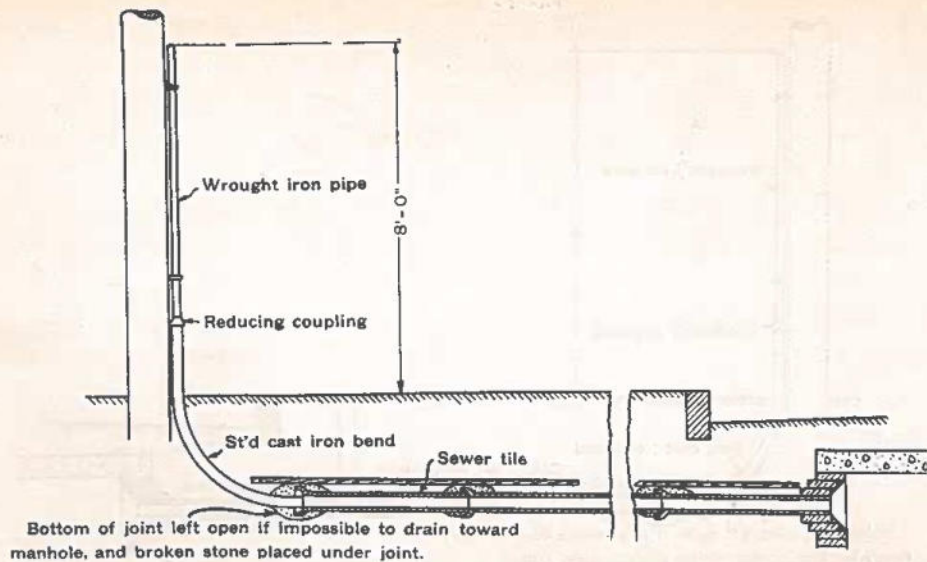 Wrought iron pipe
8'-0"
Reducing coupling
St'd cast iron bend
Sewer tile
Bottom of joint left open if impossible to drain toward
manhole, and broken stone placed under joint.